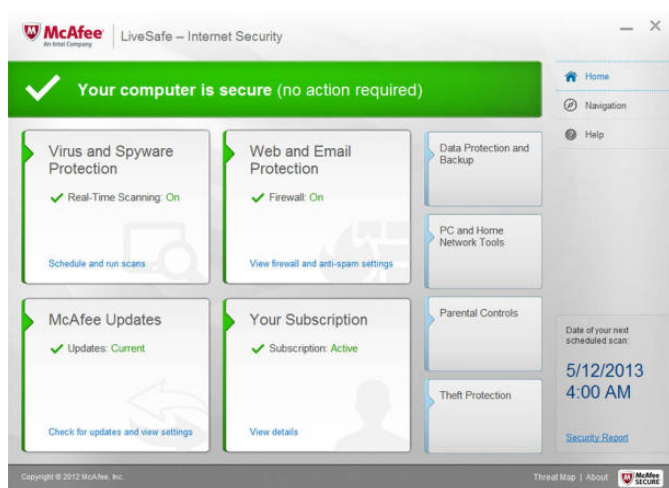 McAfee
An Intel Company
LiveSafe – Internet Security
Your computer is secure (no action required)
Home
Navigation
Help
Virus and Spyware
Protection
Real-Time Scanning: On
Schedule and run scans
Web and Email
Protection
Firewall: On
View firewall and anti-spam settings
Data Protection and
Backup
PC and Home
Network Tools
McAfee Updates
Updates: Current
Check for updates and view settings
Your Subscription
Subscription: Active
View details
Parental Controls
Theft Protection
Date of your next
scheduled scan:
5/12/2013
4:00 AM
Security Report
Copyright © 2012 McAfee, Inc.
Threat Map | About
McAfee
SECURE